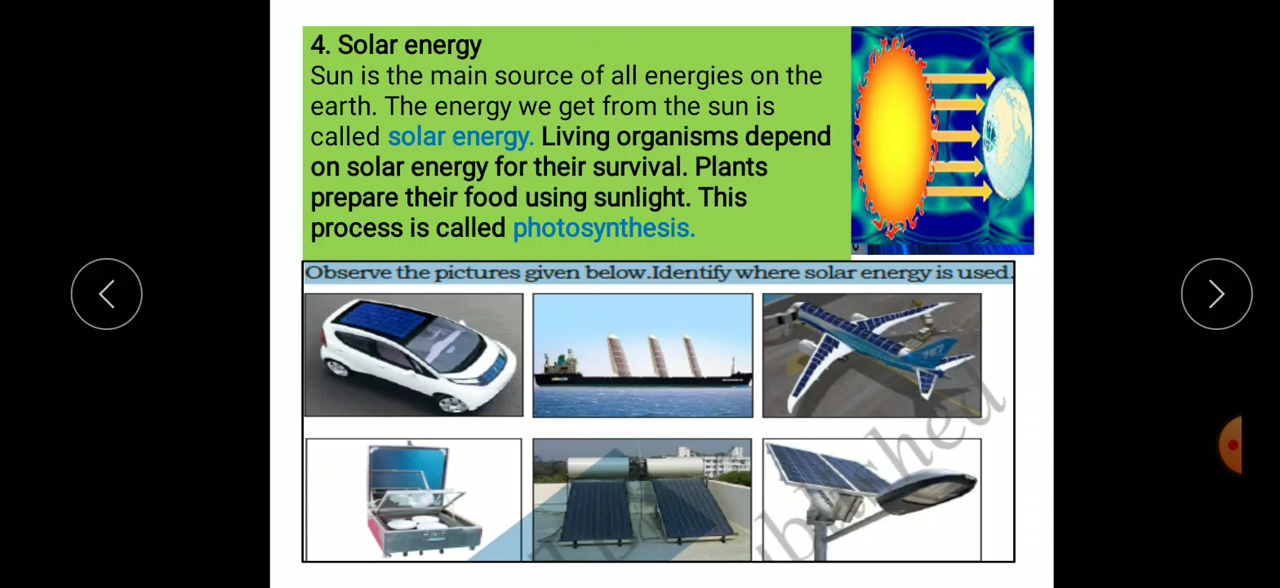 4. Solar energy
Sun is the main source of all energies on the
earth. The energy we get from the sun is
called solar energy. Living organisms depend
on solar energy for their survival. Plants
prepare their food using sunlight. This
process is called photosynthesis.
Observe the pictures given below.Identify where solar energy is used.
787